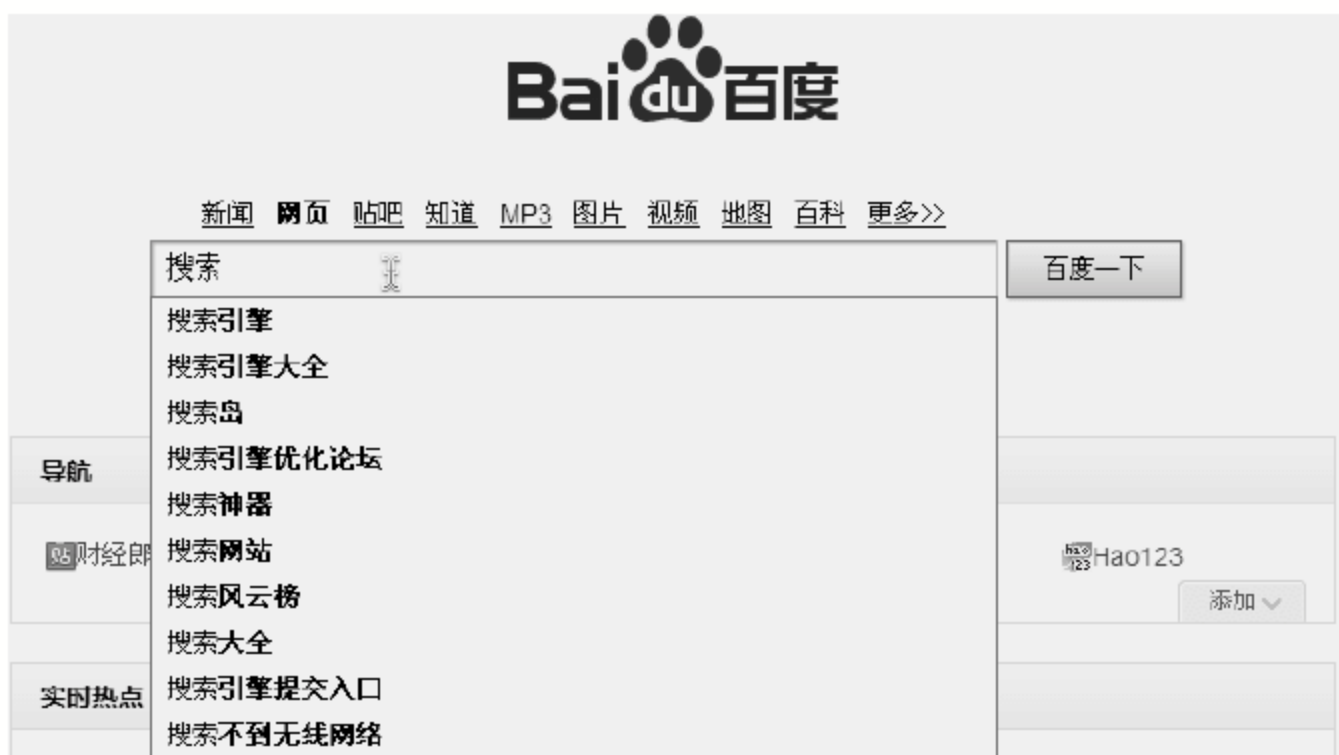 Baidu百度
新闻 网页 贴吧 知道 MP3 图片 视频 地图 百科 更多>>
搜索 百度一下
搜索引擎
搜索引擎大全
搜索岛
搜索引擎优化论坛
导航
搜索神器
贴 财经郎 搜索网站 hao123 Hao123
搜索风云榜 添加
搜索大全
实时热点 搜索引擎提交入口
搜索不到无线网络